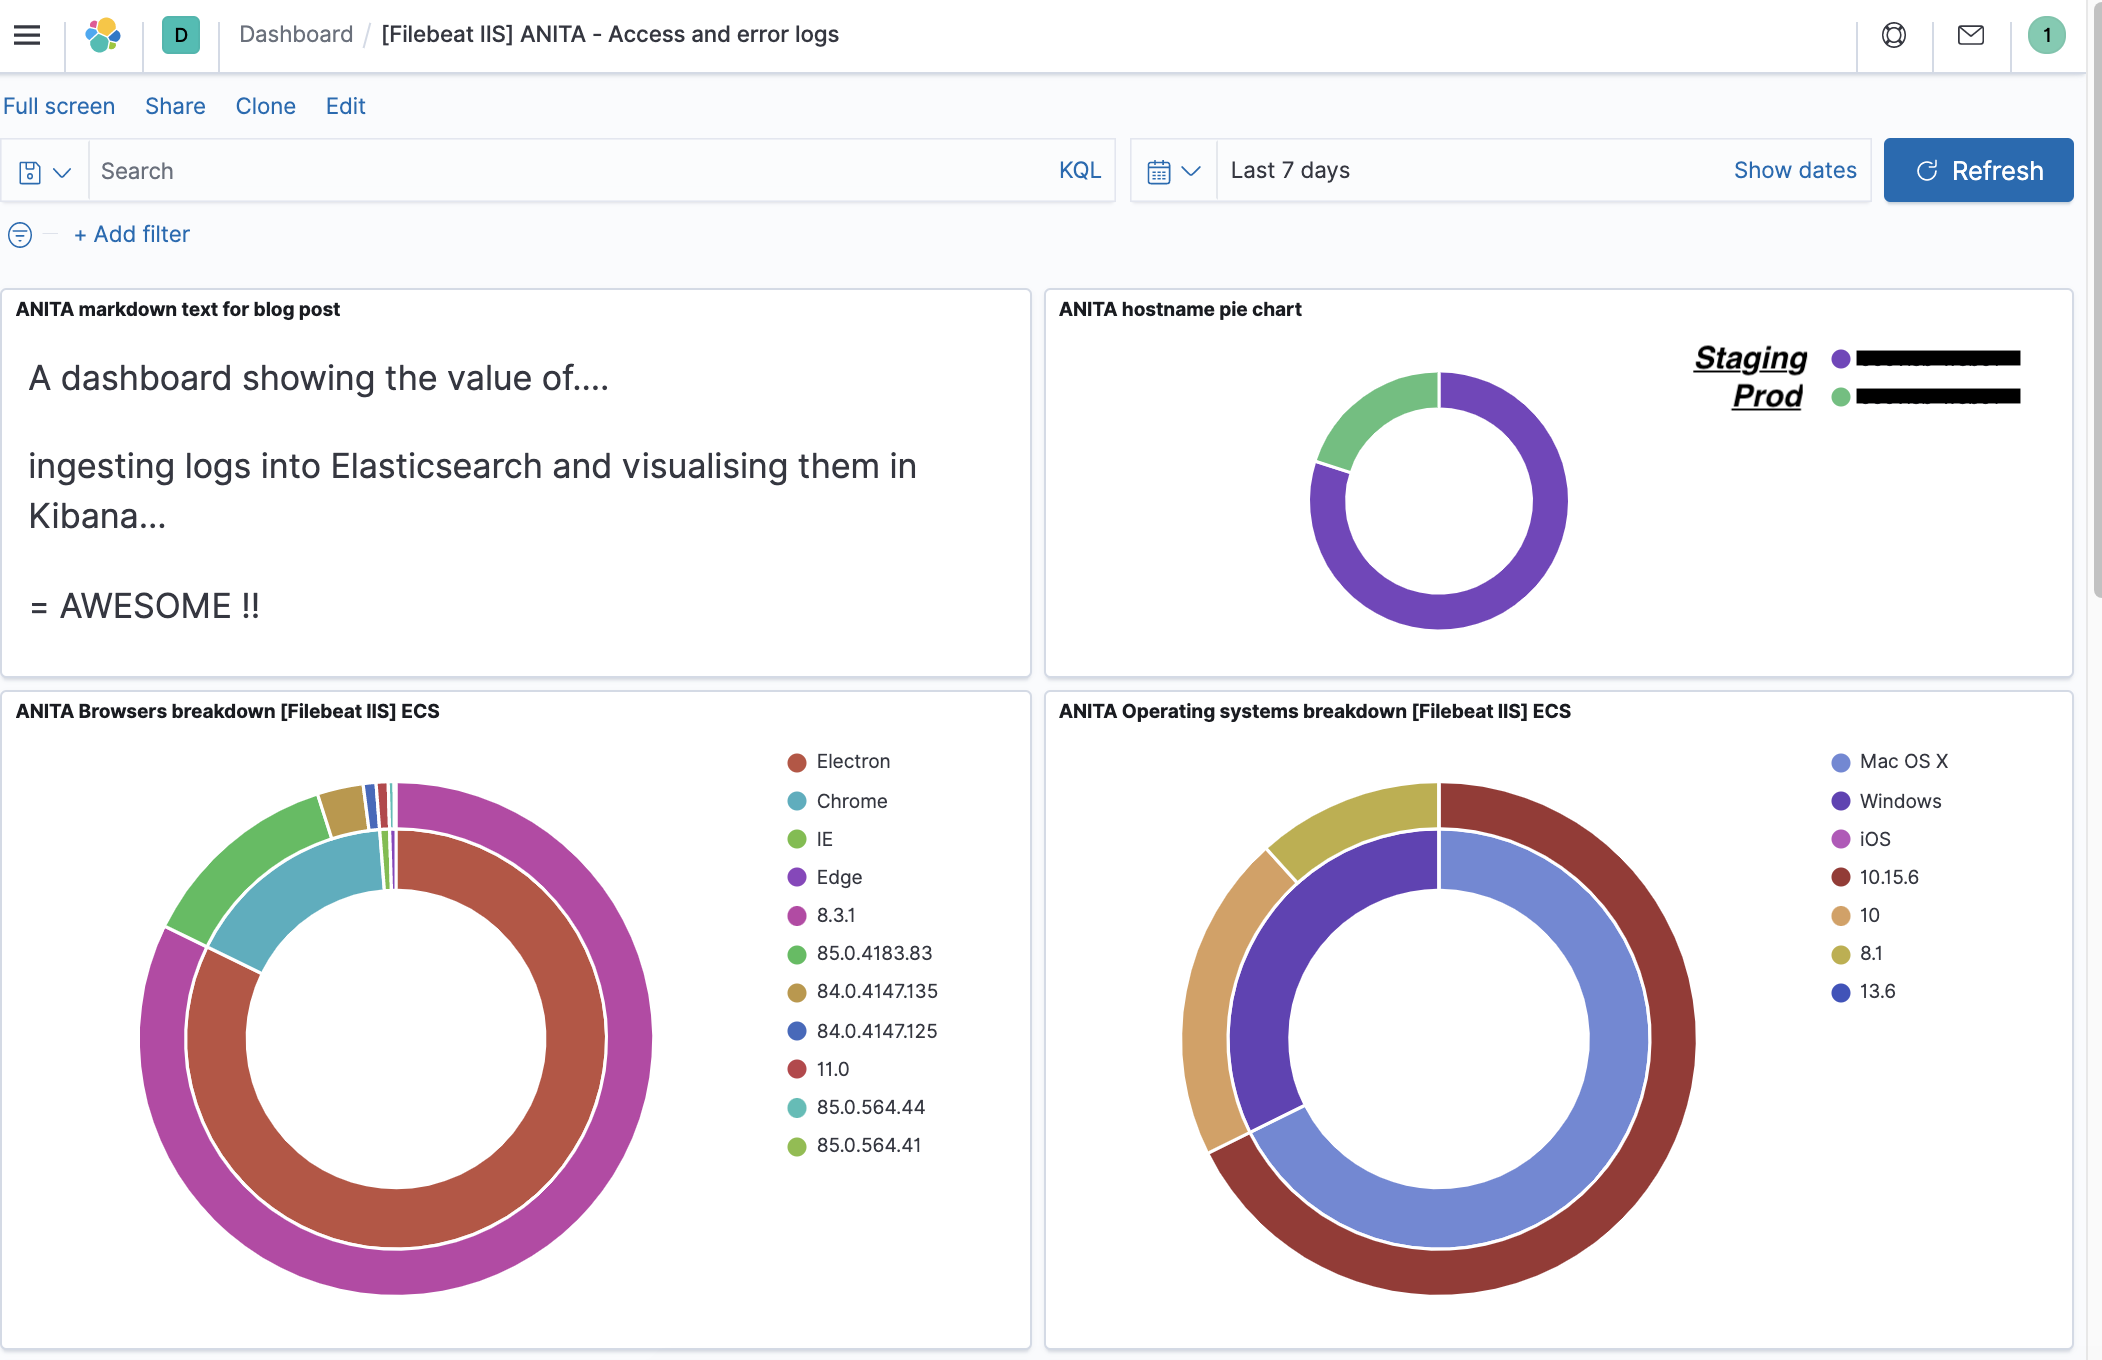 D
Dashboard / [Filebeat IIS] ANITA - Access and error logs
1
Full screen Share Clone Edit
Search KQL
Last 7 days Show dates
Refresh
+ Add filter
ANITA markdown text for blog post
A dashboard showing the value of....
ingesting logs into Elasticsearch and visualising them in
Kibana...
= AWESOME !!
ANITA hostname pie chart
Staging
Prod
ANITA Browsers breakdown [Filebeat IIS] ECS
Electron
Chrome
IE
Edge
8.3.1
85.0.4183.83
84.0.4147.135
84.0.4147.125
11.0
85.0.564.44
85.0.564.41
ANITA Operating systems breakdown [Filebeat IIS] ECS
Mac OS X
Windows
iOS
10.15.6
10
8.1
13.6